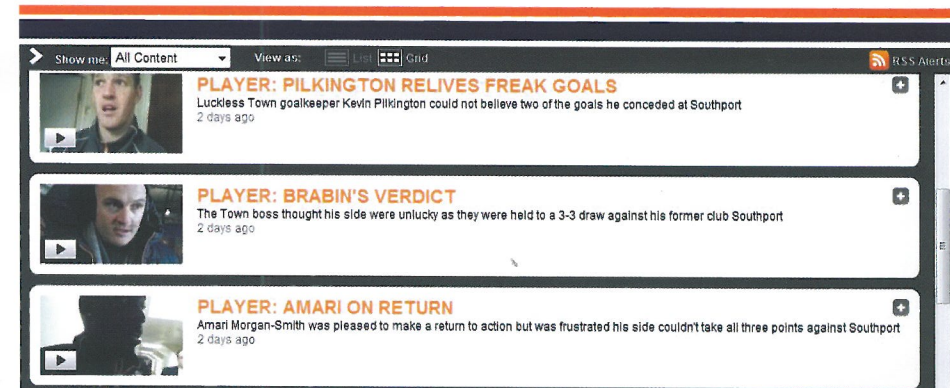 Show me: All Content View as: List Grid RSS Alerts
PLAYER: PILKINGTON RELIVES FREAK GOALS
Luckless Town goalkeeper Kevin Pilkington could not believe two of the goals he conceded at Southport
2 days ago
PLAYER: BRABIN'S VERDICT
The Town boss thought his side were unlucky as they were held to a 3-3 draw against his former club Southport
2 days ago
PLAYER: AMARI ON RETURN
Amari Morgan-Smith was pleased to make a return to action but was frustrated his side couldn't take all three points against Southport
2 days ago